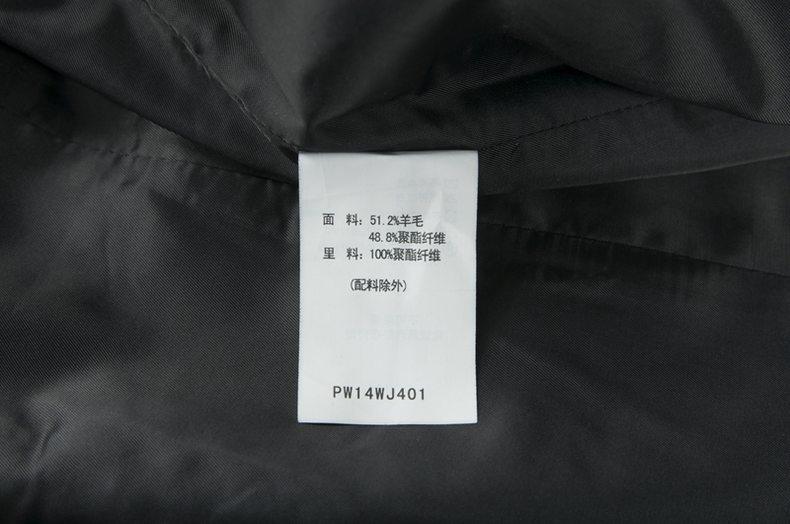 面 料：51.2%羊毛
48.8%聚酯纤维
里 料：100%聚酯纤维
(配料除外)
PW14WJ401